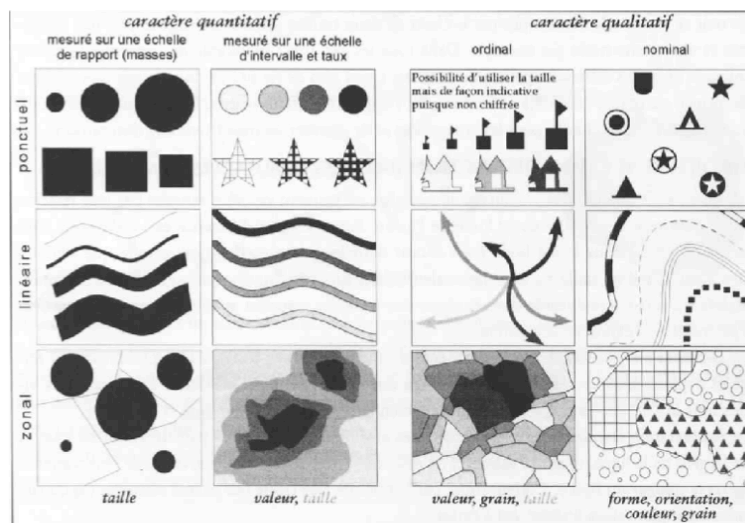 caractère quantitatif
caractère qualitatif
mesuré sur une échelle
de rapport (masses)
mesuré sur une échelle
d'intervalle et taux
ordinal
nominal
ponctuel
Possibilité d'utiliser la taille
mais de façon indicative
puisque non chiffrée
linéaire
zonal
taille
valeur, taille
valeur, grain, taille
forme, orientation,
couleur, grain